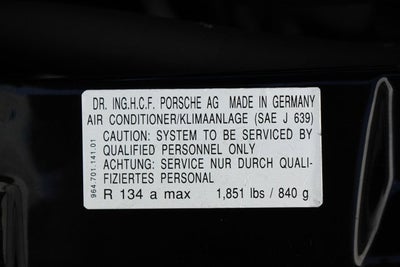 DR. ING.H.C.F. PORSCHE AG MADE IN GERMANY
AIR CONDITIONER/KLIMAANLAGE (SAE J 639)
CAUTION: SYSTEM TO BE SERVICED BY
QUALIFIED PERSONNEL ONLY
ACHTUNG: SERVICE NUR DURCH QUALI-
FIZIERTES PERSONAL
R 134 a max 1,851 lbs / 840 g
964.701.141.01